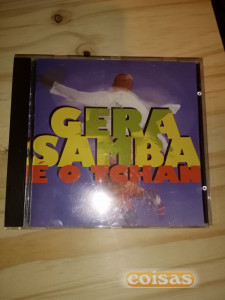 GERA
SAMBA
É O TCHAN
coisas